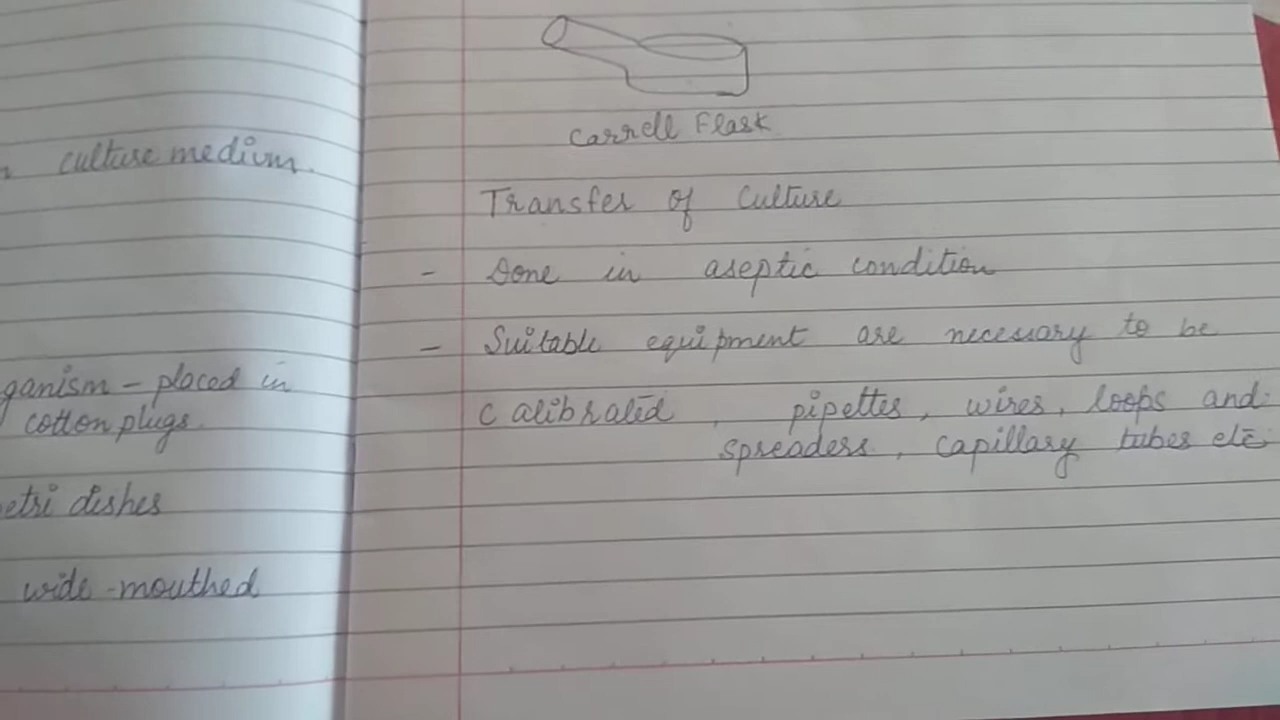 culture medium.
ganism - placed in
cotton plugs.
etri dishes
wide-mouthed
Carrell Flask
Transfer of Culture
- Done in aseptic condition
- Suitable equipment are necessary to be
Calibrated, pipettes, wires, loops and
spreaders, capillary tubes etc.